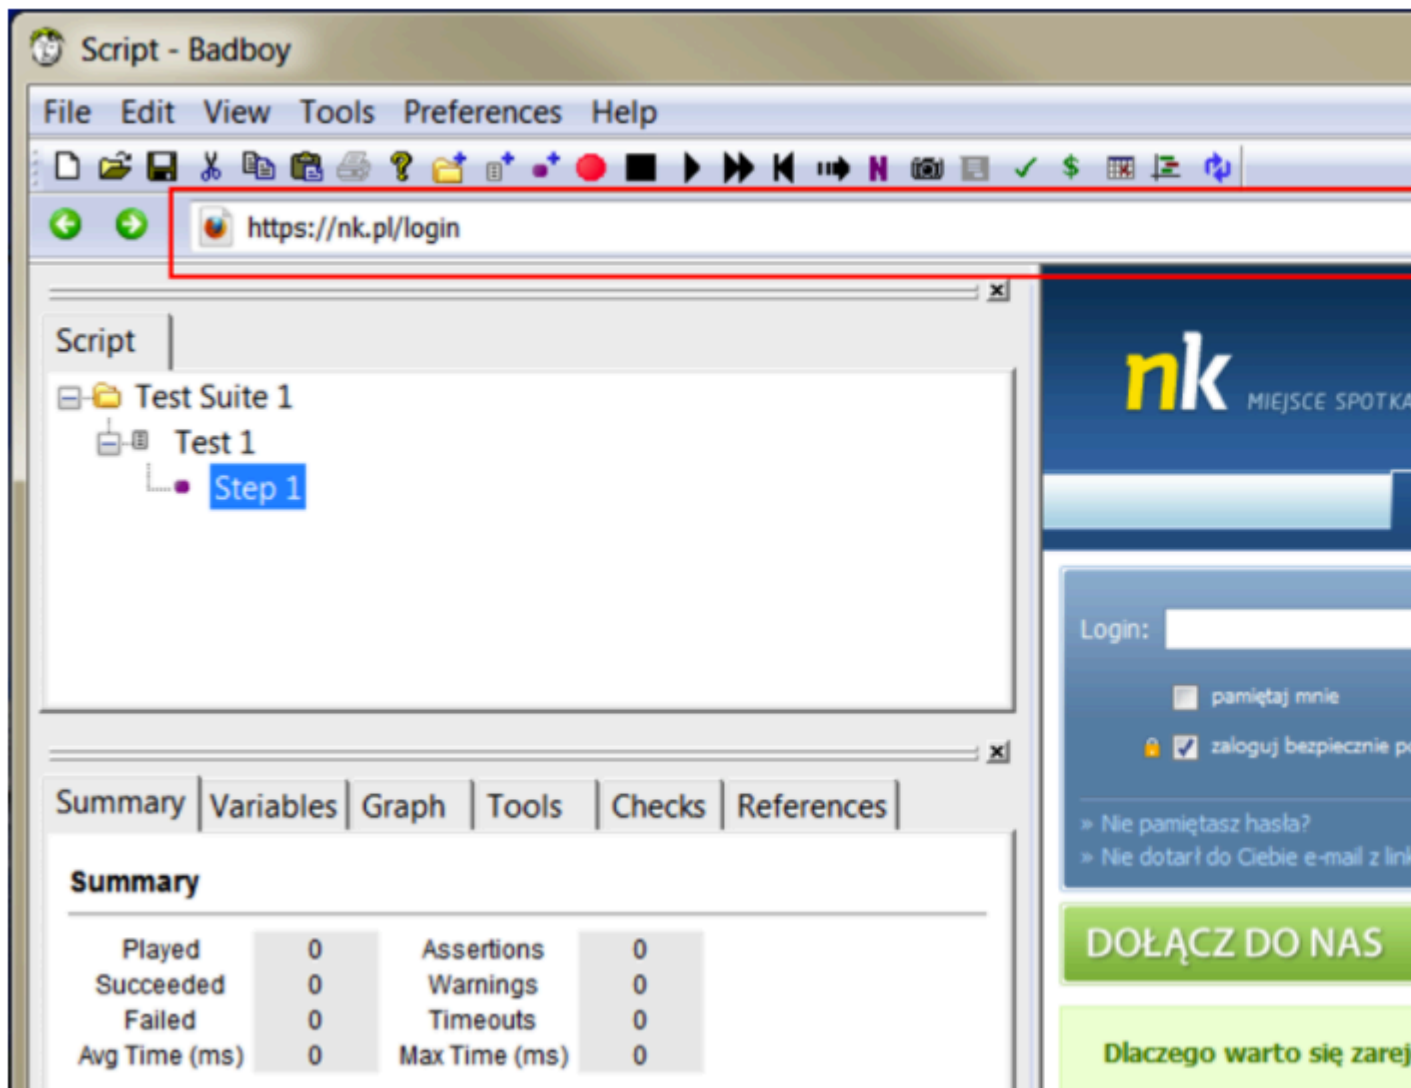 Script - Badboy
File Edit View Tools Preferences Help
N
https://nk.pl/login
Script
Test Suite 1
Test 1
Step 1
Summary Variables Graph Tools Checks References
Summary
Played 0 Assertions 0
Succeeded 0 Warnings 0
Failed 0 Timeouts 0
Avg Time (ms) 0 Max Time (ms) 0
nk MIEJSCE SPOTKA
Login:
pamiętaj mnie
zaloguj bezpiecznie po
» Nie pamiętasz hasła?
» Nie dotarł do Ciebie e-mail z link
DOŁĄCZ DO NAS
Dlaczego warto się zarej